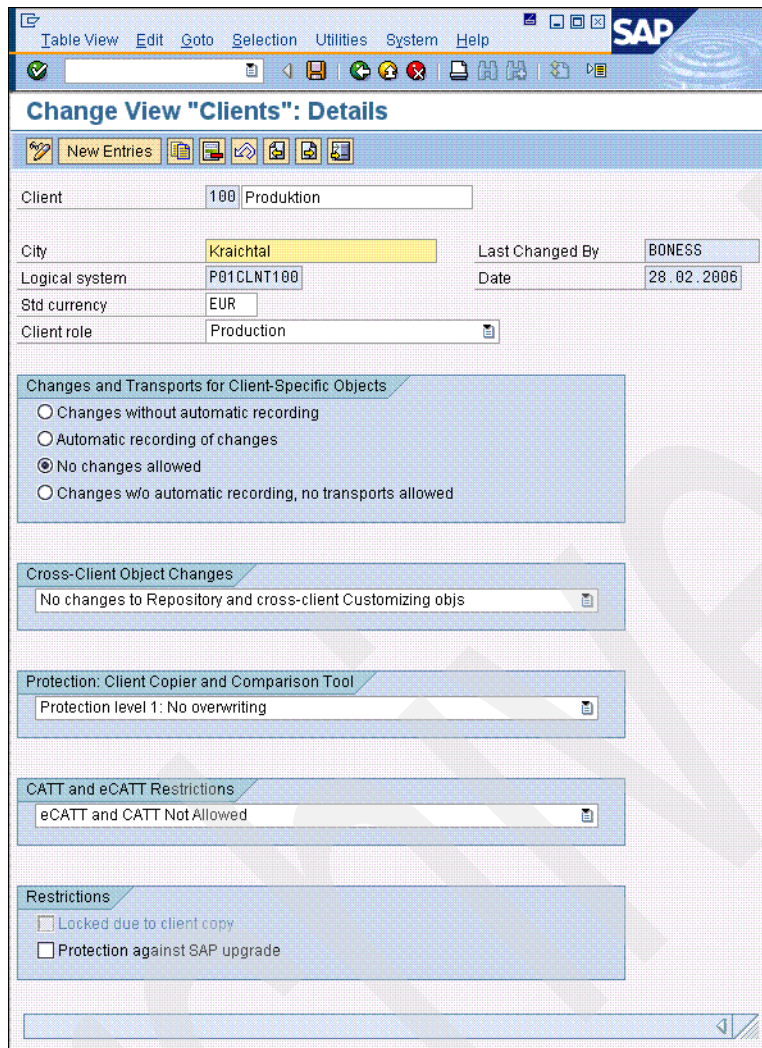 Table View Edit Goto Selection Utilities System Help
SAP
Change View "Clients": Details
New Entries
Client 100 Produktion
City Kraichtal Last Changed By BONESS
Logical system P01CLNT100 Date 28.02.2006
Std currency EUR
Client role Production
Changes and Transports for Client-Specific Objects
Changes without automatic recording
Automatic recording of changes
No changes allowed
Changes w/o automatic recording, no transports allowed
Cross-Client Object Changes
No changes to Repository and cross-client Customizing objs
Protection: Client Copier and Comparison Tool
Protection level 1: No overwriting
CATT and eCATT Restrictions
eCATT and CATT Not Allowed
Restrictions
Locked due to client copy
Protection against SAP upgrade